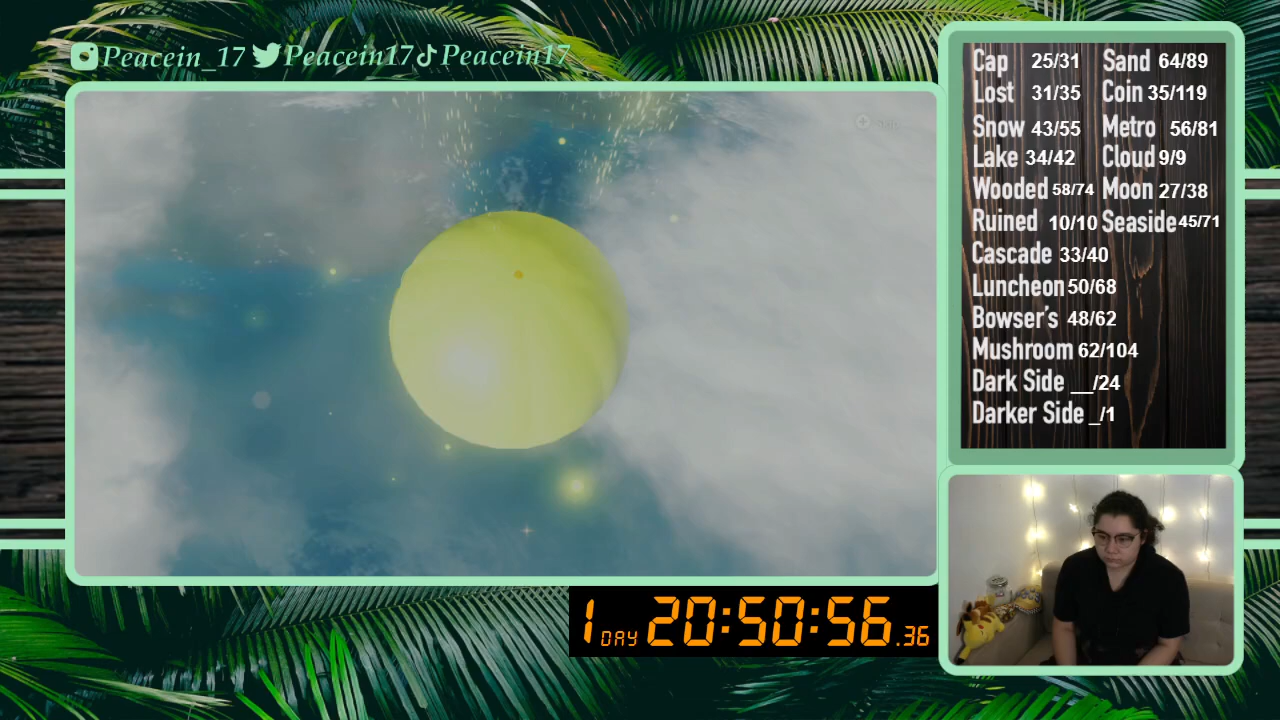 Peacein_17 Peacein17 Peacein17
Skip
Cap 25/31 Sand 64/89
Lost 31/35 Coin 35/119
Snow 43/55 Metro 56/81
Lake 34/42 Cloud 9/9
Wooded 58/74 Moon 27/38
Ruined 10/10 Seaside 45/71
Cascade 33/40
Luncheon 50/68
Bowser's 48/62
Mushroom 62/104
Dark Side __/24
Darker Side _/1
1 DAY 20:50:56.36